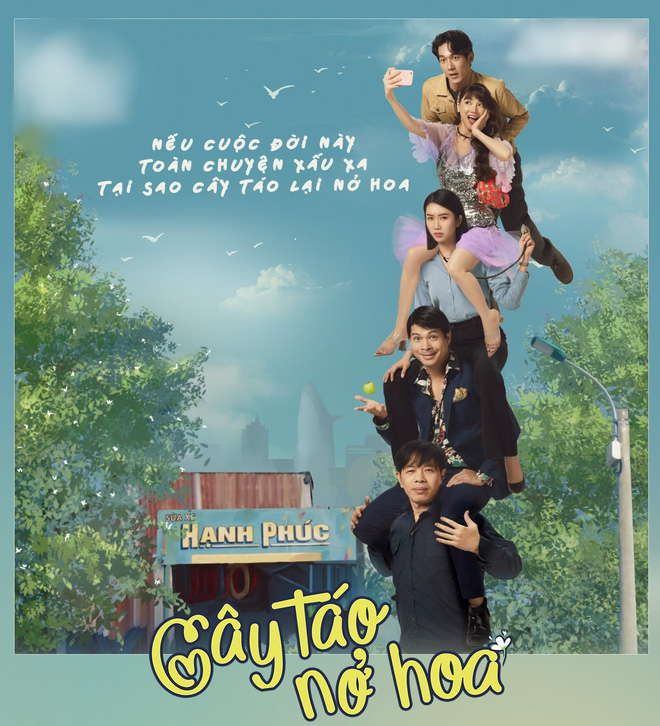 NẾU CUỘC ĐỜI NÀY
TOÀN CHUYỆN XẤU XA
TẠI SAO CÂY TÁO LẠI NỞ HOA
SỬA XE
HẠNH PHÚC
Cây táo
nở hoa